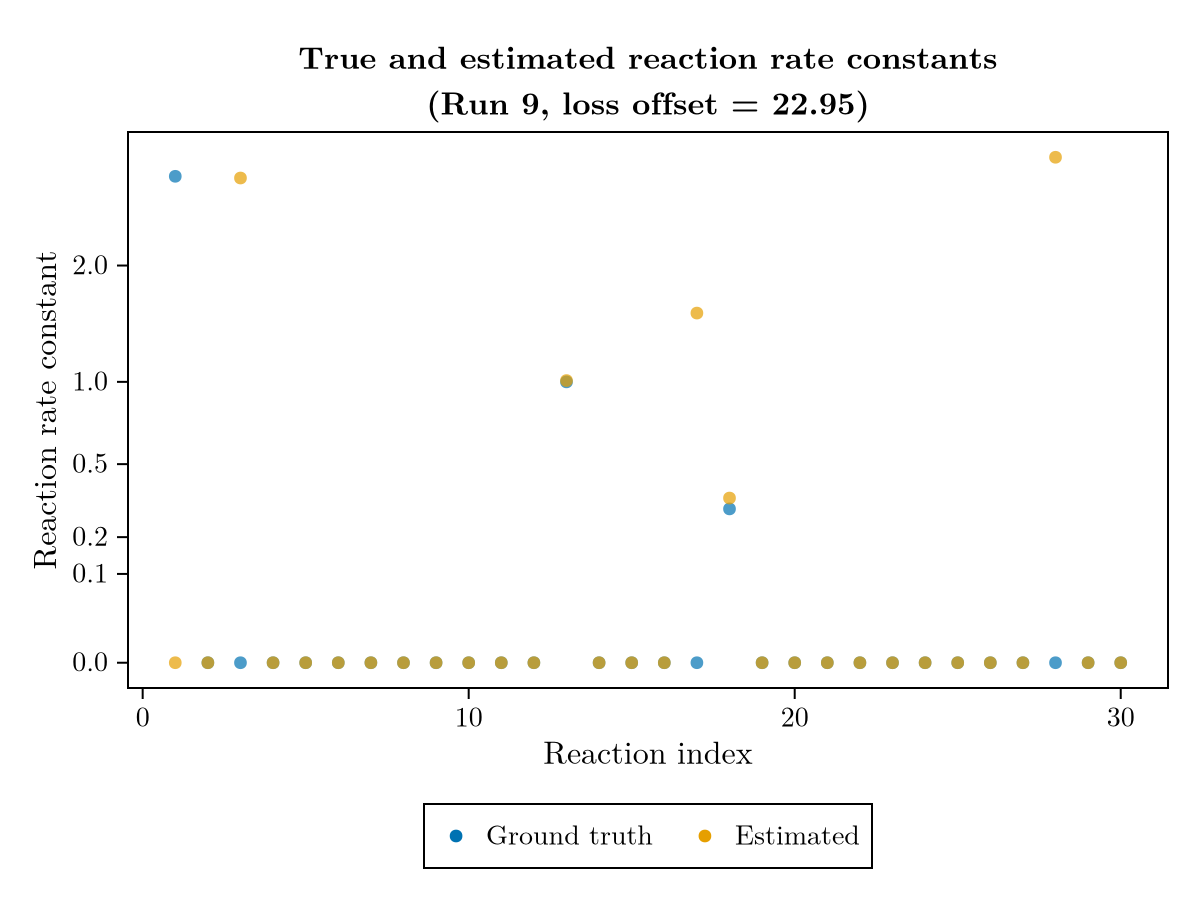 True and estimated reaction rate constants
(Run 9, loss offset = 22.95)
Reaction rate constant
2.0
1.0
0.5
0.2
0.1
0.0
0 10 20 30
Reaction index
Ground truth Estimated